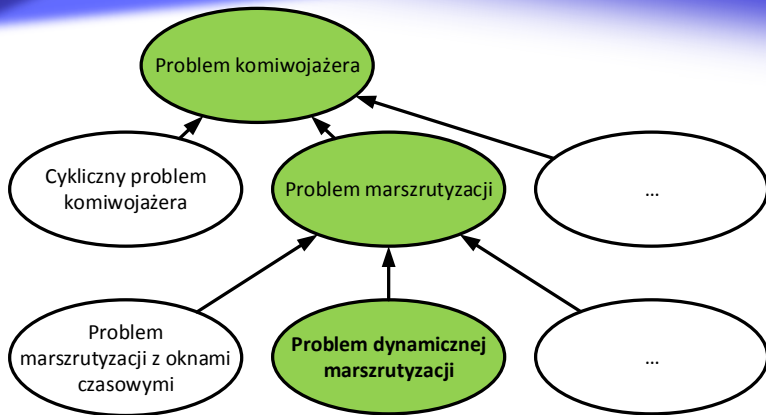 Problem komiwojażera
Cykliczny problem
komiwojażera
Problem marszrutyzacji
...
Problem
marszrutyzacji z oknami
czasowymi
Problem dynamicznej
marszrutyzacji
...